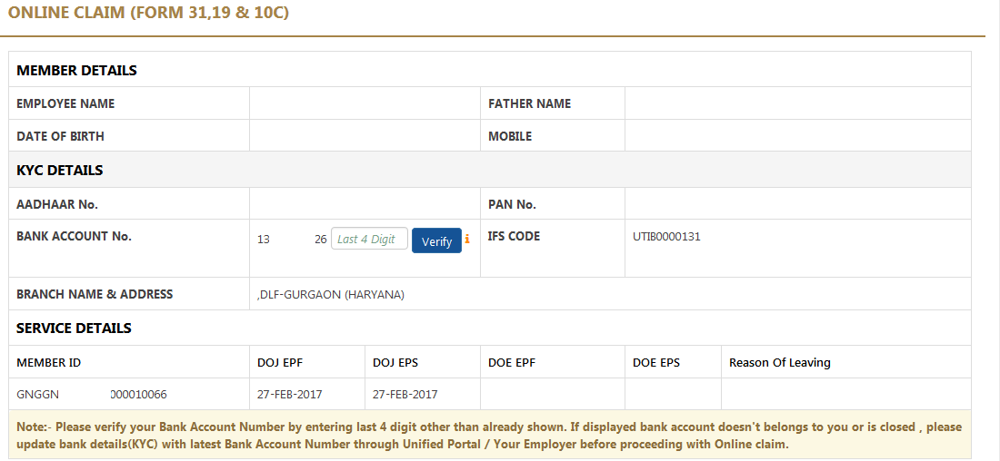 ONLINE CLAIM (FORM 31,19 & 10C)
MEMBER DETAILS
EMPLOYEE NAME FATHER NAME
DATE OF BIRTH MOBILE
KYC DETAILS
AADHAAR No. PAN No.
BANK ACCOUNT No. 13 26 Last 4 Digit Verify i IFS CODE UTIB0000131
BRANCH NAME & ADDRESS ,DLF-GURGAON (HARYANA)
SERVICE DETAILS
MEMBER ID DOJ EPF DOJ EPS DOE EPF DOE EPS Reason Of Leaving
GNGGN 000010066 27-FEB-2017 27-FEB-2017
Note:- Please verify your Bank Account Number by entering last 4 digit other than already shown. If displayed bank account doesn't belongs to you or is closed , please
update bank details(KYC) with latest Bank Account Number through Unified Portal / Your Employer before proceeding with Online claim.